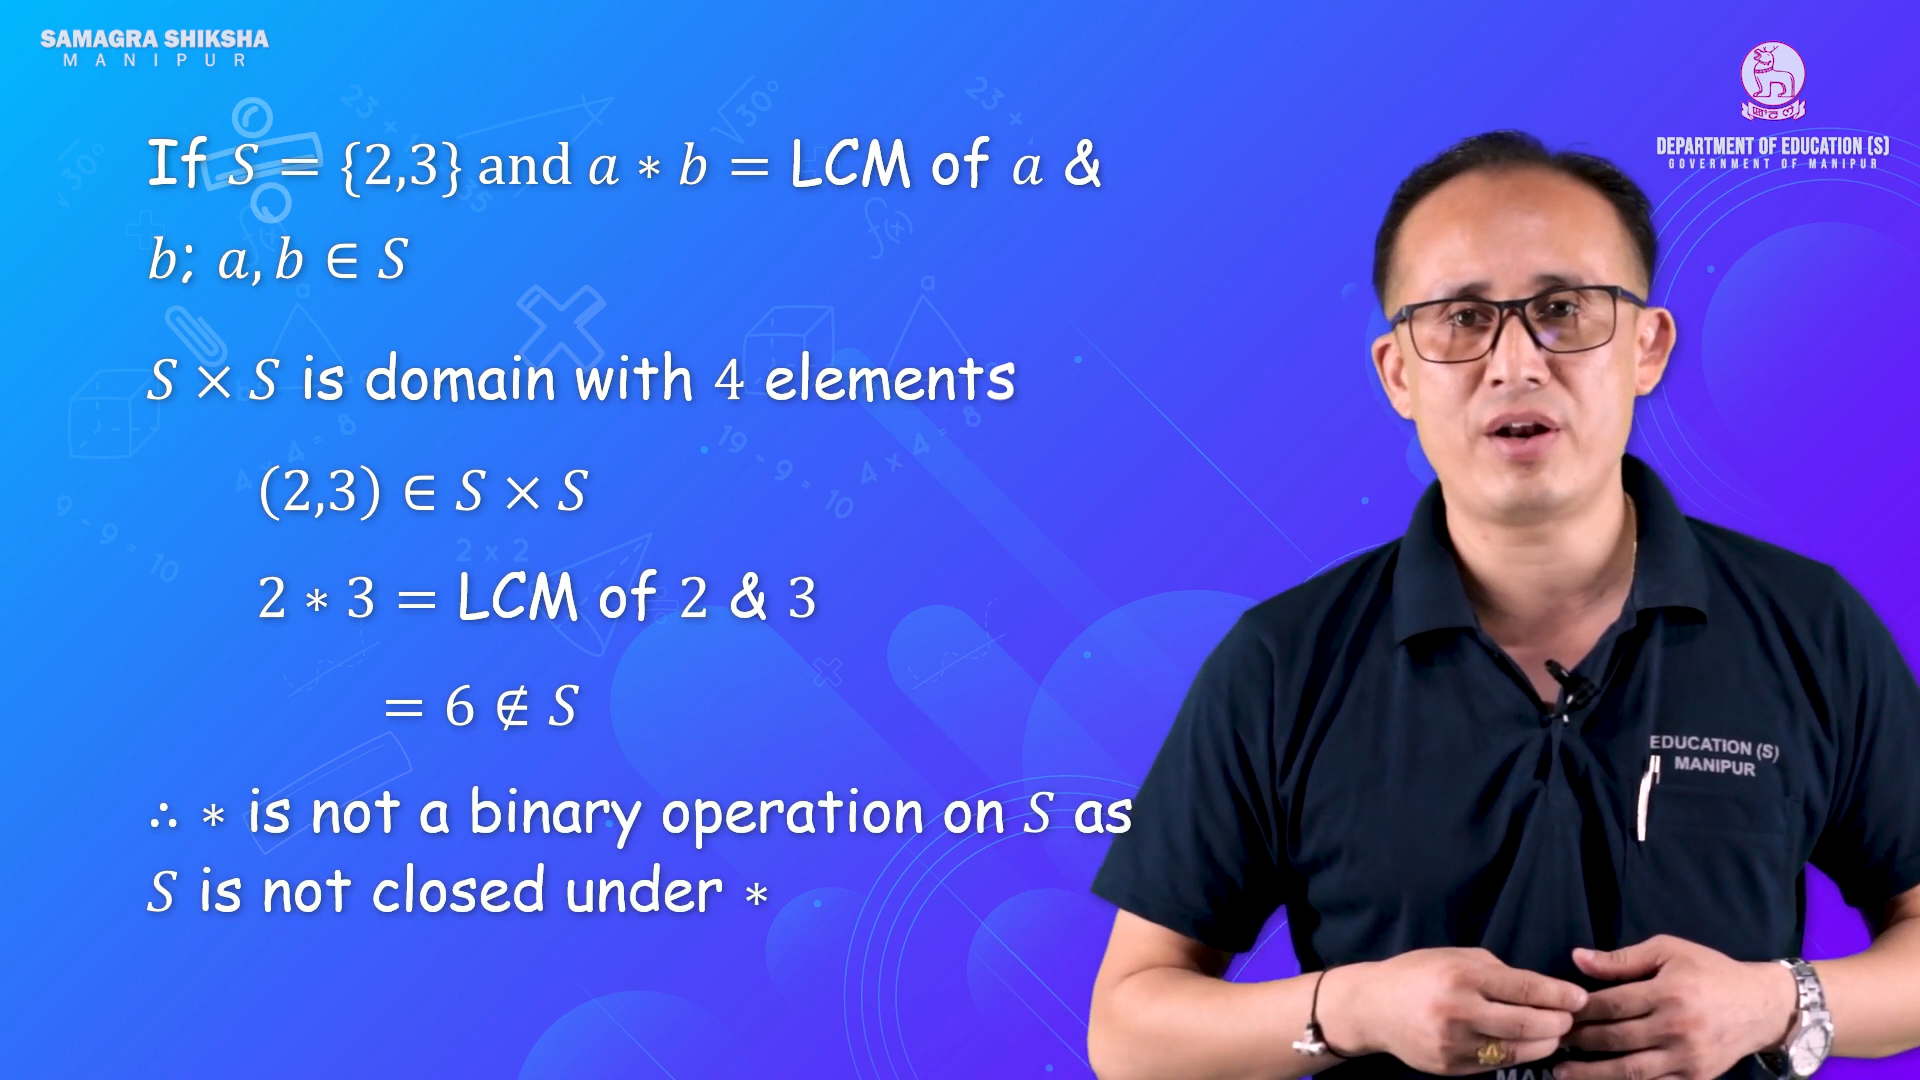 SAMAGRA SHIKSHA
MANIPUR
DEPARTMENT OF EDUCATION (S)
GOVERNMENT OF MANIPUR
If S = {2,3} and a ∗ b = LCM of a &
b; a, b ∈ S
S × S is domain with 4 elements
(2,3) ∈ S × S
2 ∗ 3 = LCM of 2 & 3
= 6 ∉ S
∴ ∗ is not a binary operation on S as
S is not closed under ∗
EDUCATION (S)
MANIPUR